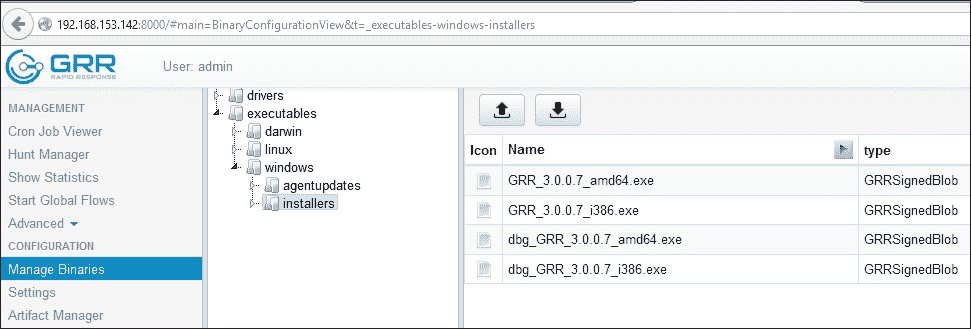 192.168.153.142:8000/#main=BinaryConfigurationView&t=_executables-windows-installers
GRR
RAPID RESPONSE
User: admin
MANAGEMENT
Cron Job Viewer
Hunt Manager
Show Statistics
Start Global Flows
Advanced
CONFIGURATION
Manage Binaries
Settings
Artifact Manager
drivers
executables
darwin
linux
windows
agentupdates
installers
Icon Name type
GRR_3.0.0.7_amd64.exe GRRSignedBlob
GRR_3.0.0.7_i386.exe GRRSignedBlob
dbg_GRR_3.0.0.7_amd64.exe GRRSignedBlob
dbg_GRR_3.0.0.7_i386.exe GRRSignedBlob